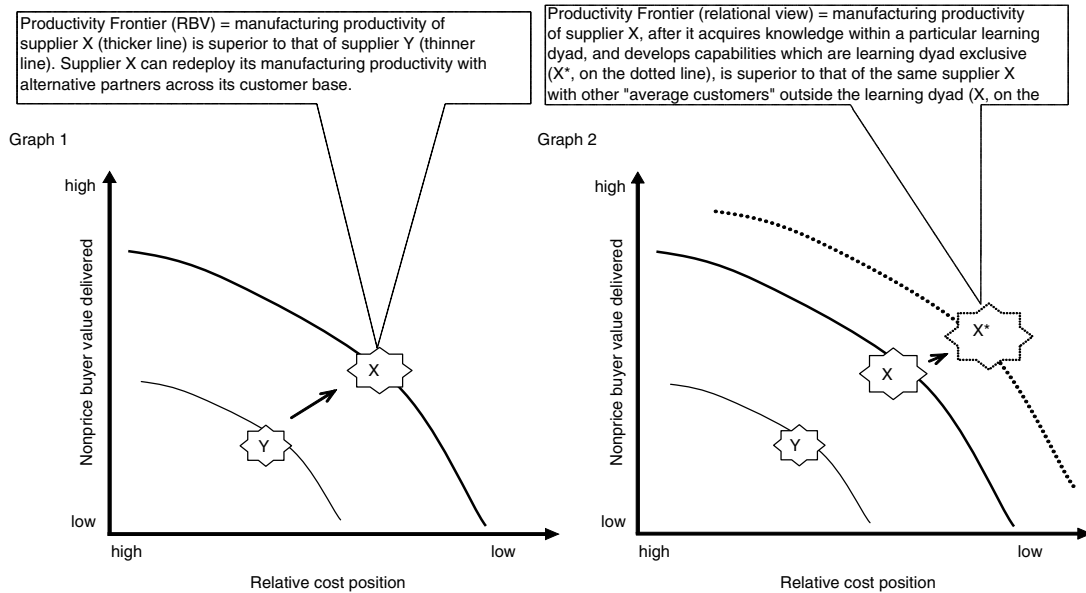 Productivity Frontier (RBV) = manufacturing productivity of
supplier X (thicker line) is superior to that of supplier Y (thinner
line). Supplier X can redeploy its manufacturing productivity with
alternative partners across its customer base.
Productivity Frontier (relational view) = manufacturing productivity
of supplier X, after it acquires knowledge within a particular learning
dyad, and develops capabilities which are learning dyad exclusive
(X*, on the dotted line), is superior to that of the same supplier X
with other "average customers" outside the learning dyad (X, on the
Graph 1
high
Nonprice buyer value delivered
X
Y
low
high
low
Relative cost position
Graph 2
high
Nonprice buyer value delivered
X*
X
Y
low
high
low
Relative cost position